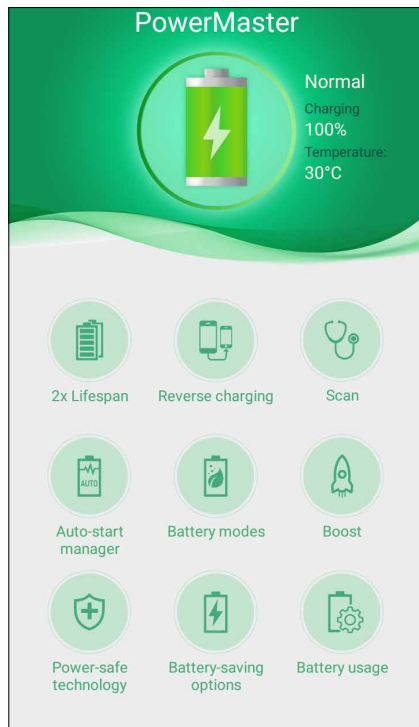 PowerMaster
Normal
Charging
100%
Temperature:
30°C
2x Lifespan
Reverse charging
Scan
AUTO
Auto-start
manager
Battery modes
Boost
Power-safe
technology
Battery-saving
options
Battery usage